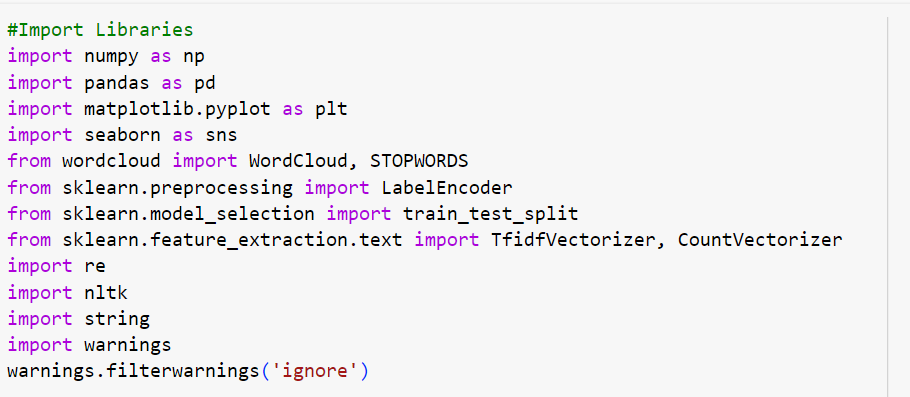 #Import Libraries
import numpy as np
import pandas as pd
import matplotlib.pyplot as plt
import seaborn as sns
from wordcloud import WordCloud, STOPWORDS
from sklearn.preprocessing import LabelEncoder
from sklearn.model_selection import train_test_split
from sklearn.feature_extraction.text import TfidfVectorizer, CountVectorizer
import re
import nltk
import string
import warnings
warnings.filterwarnings('ignore')